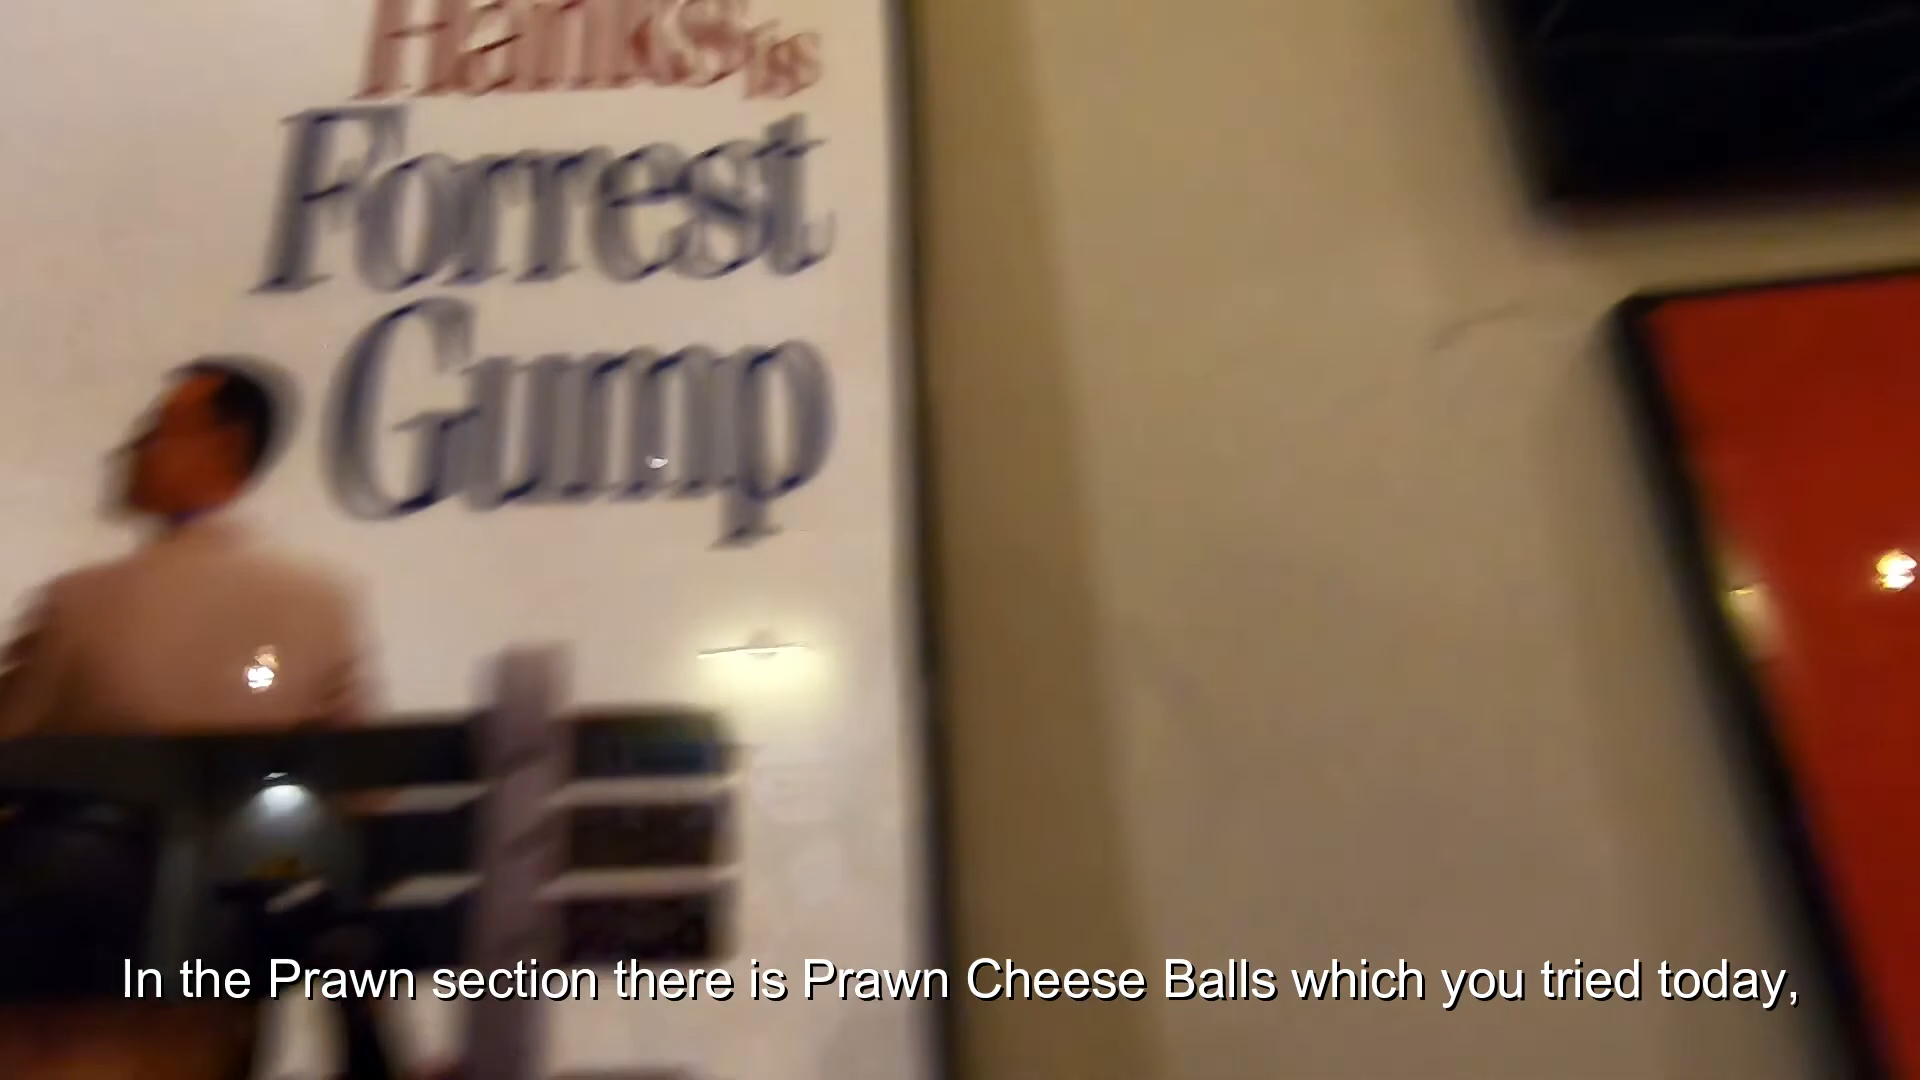 Hanks is
Forrest
Gump
In the Prawn section there is Prawn Cheese Balls which you tried today,